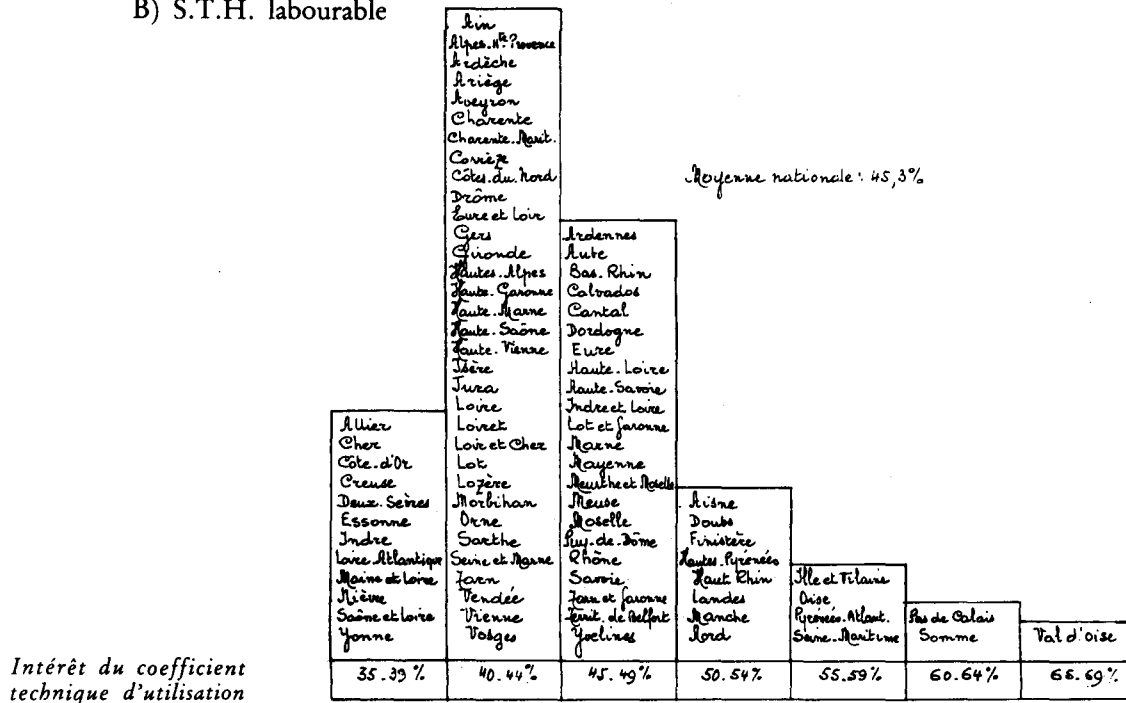 B) S.T.H. labourable
Moyenne nationale : 45,3%
Allier
Cher
Côte-d'Or
Creuse
Deux-Sèvres
Essonne
Indre
Loire Atlantique
Maine et Loire
Nièvre
Saône et Loire
Yonne
Ain
Alpes-Hte Provence
Ardèche
Ariège
Aveyron
Charente
Charente-Marit.
Corrèze
Côtes-du-Nord
Drôme
Eure et Loir
Gers
Gironde
Hautes-Alpes
Haute-Garonne
Haute-Marne
Haute-Saône
Haute-Vienne
Isère
Jura
Loire
Loiret
Loir et Cher
Lot
Lozère
Morbihan
Orne
Sarthe
Seine et Marne
Tarn
Vendée
Vienne
Vosges
Ardennes
Aube
Bas-Rhin
Calvados
Cantal
Dordogne
Eure
Haute-Loire
Haute-Savoie
Indre et Loire
Lot et Garonne
Marne
Mayenne
Meurthe et Moselle
Meuse
Moselle
Puy-de-Dôme
Rhône
Savoie
Tarn et Garonne
Territ. de Belfort
Yvelines
Aisne
Doubs
Finistère
Hautes-Pyrénées
Haut Rhin
Landes
Manche
Nord
Ille et Vilaine
Oise
Pyrénées-Atlant.
Seine-Maritime
Pas de Calais
Somme
Val d'Oise
35-39% 40-44% 45-49% 50-54% 55-59% 60-64% 65-69%
Intérêt du coefficient
technique d'utilisation